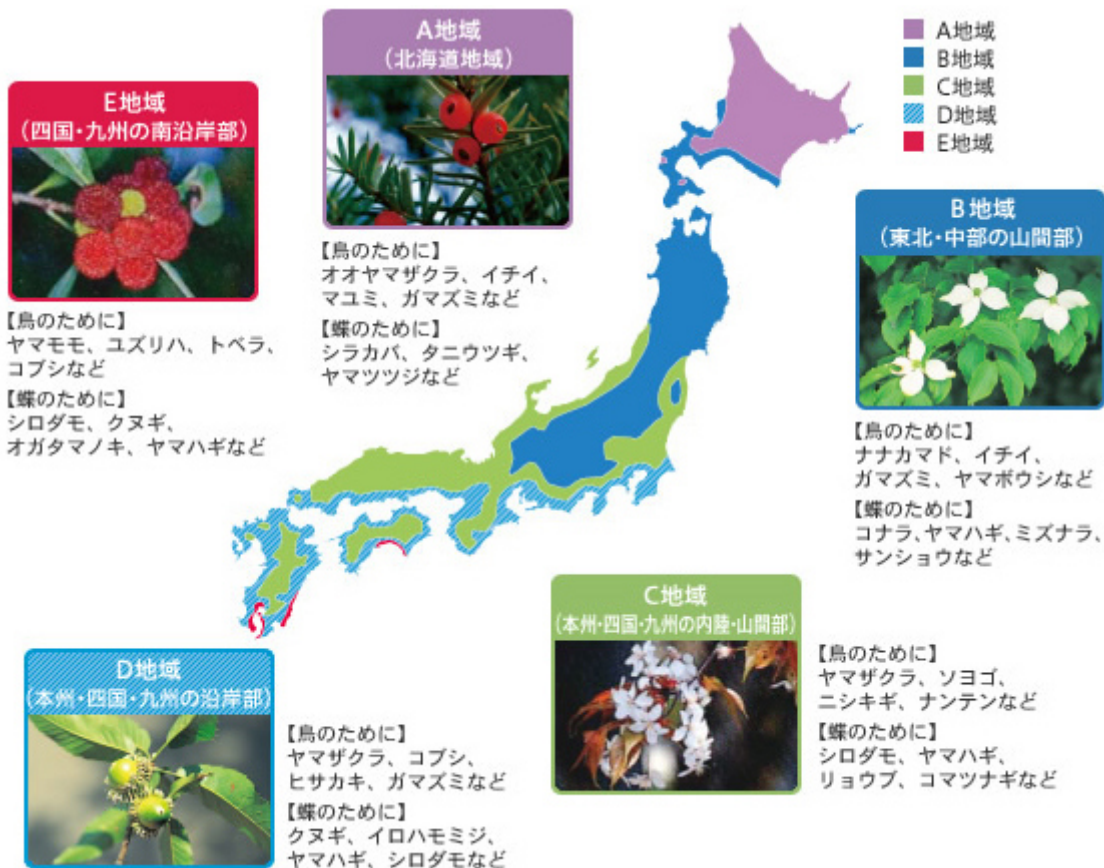 A地域
(北海道地域)
【鳥のために】
オオヤマザクラ、イチイ、
マユミ、ガマズミなど
【蝶のために】
シラカバ、タニウツギ、
ヤマツツジなど
A地域
B地域
C地域
D地域
E地域
E地域
(四国・九州の南沿岸部)
【鳥のために】
ヤマモモ、ユズリハ、トベラ、
コブシなど
【蝶のために】
シロダモ、クヌギ、
オガタマノキ、ヤマハギなど
B地域
(東北・中部の山間部)
【鳥のために】
ナナカマド、イチイ、
ガマズミ、ヤマボウシなど
【蝶のために】
コナラ、ヤマハギ、ミズナラ、
サンショウなど
C地域
(本州・四国・九州の内陸・山間部)
【鳥のために】
ヤマザクラ、ソヨゴ、
ニシキギ、ナンテンなど
【蝶のために】
シロダモ、ヤマハギ、
リョウブ、コマツナギなど
D地域
(本州・四国・九州の沿岸部)
【鳥のために】
ヤマザクラ、コブシ、
ヒサカキ、ガマズミなど
【蝶のために】
クヌギ、イロハモミジ、
ヤマハギ、シロダモなど